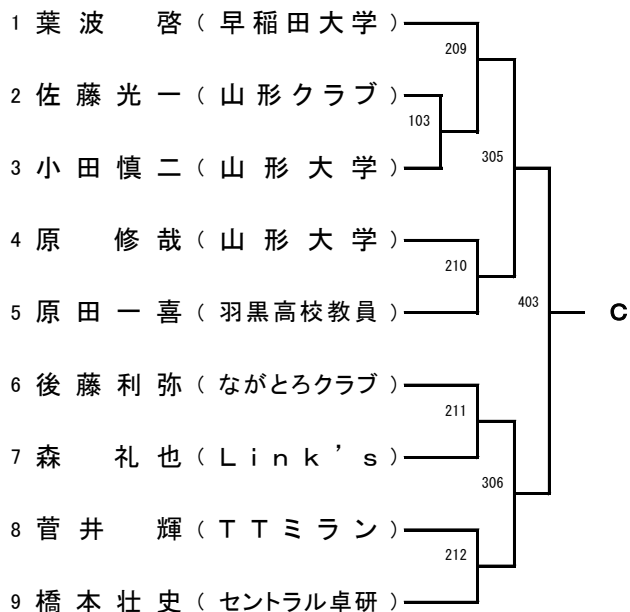 1 葉波 啓 (早稲田大学)
209
2 佐藤光一 (山形クラブ)
103
3 小田慎二 (山形大学)
305
4 原 修哉 (山形大学)
210
403 C
5 原田一喜 (羽黒高校教員)
6 後藤利弥 (ながとろクラブ)
211
7 森 礼也 (Link's)
306
8 菅井 輝 (TTミラン)
212
9 橋本壮史 (セントラル卓研)